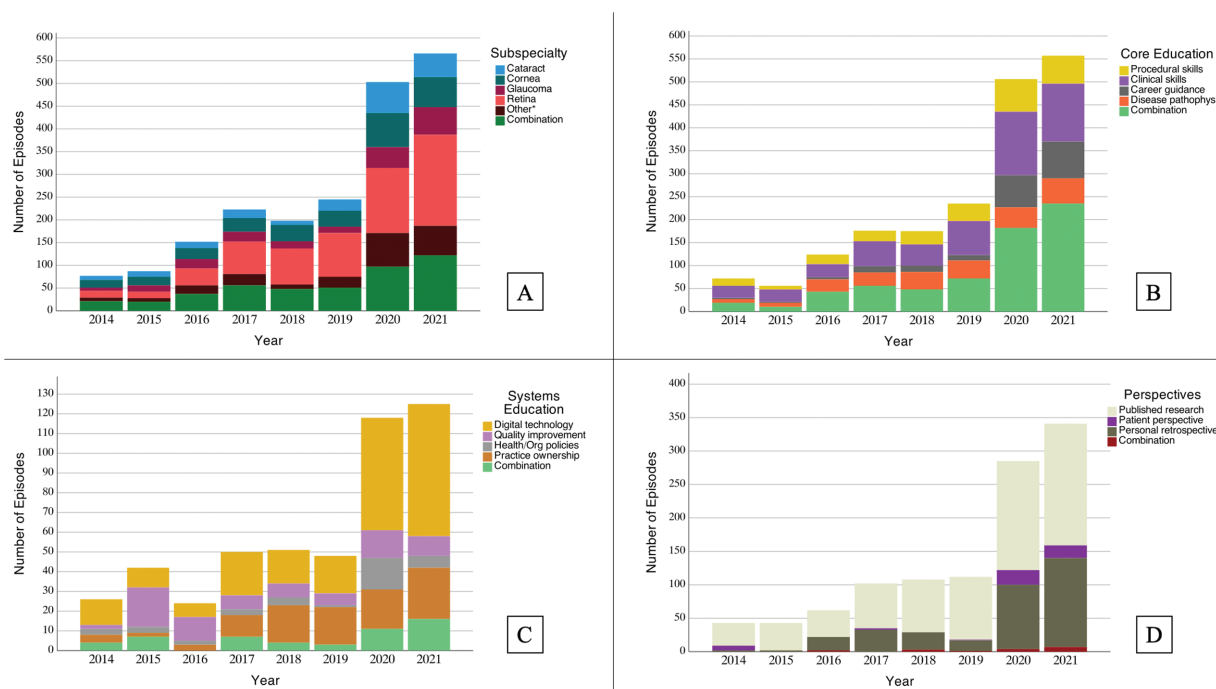 600
550
500
450
400
350
300
250
200
150
100
50
0
Number of Episodes
2014 2015 2016 2017 2018 2019 2020 2021
Year
Subspecialty
Cataract
Cornea
Glaucoma
Retina
Other*
Combination
A
600
550
500
450
400
350
300
250
200
150
100
50
0
Number of Episodes
2014 2015 2016 2017 2018 2019 2020 2021
Year
Core Education
Procedural skills
Clinical skills
Career guidance
Disease pathophys
Combination
B
130
120
110
100
90
80
70
60
50
40
30
20
10
0
Number of Episodes
2014 2015 2016 2017 2018 2019 2020 2021
Year
Systems
Education
Digital technology
Quality improvement
Health/Org policies
Practice ownership
Combination
C
400
350
300
250
200
150
100
50
0
Number of Episodes
2014 2015 2016 2017 2018 2019 2020 2021
Year
Perspectives
Published research
Patient perspective
Personal retrospective
Combination
D